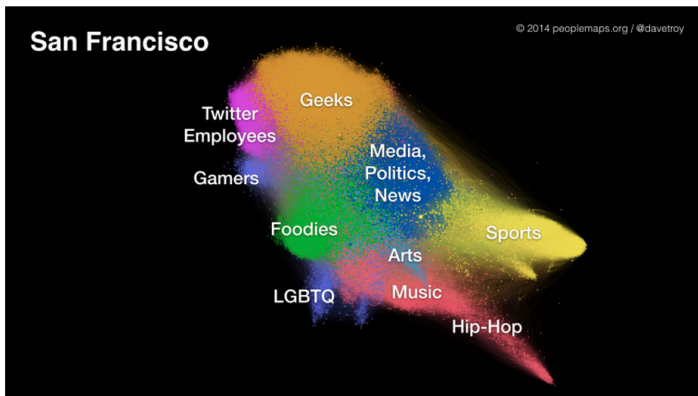 San Francisco
© 2014 peoplemaps.org / @davetroy
Geeks
Twitter
Employees
Media,
Politics,
News
Gamers
Foodies
Sports
Arts
LGBTQ
Music
Hip-Hop